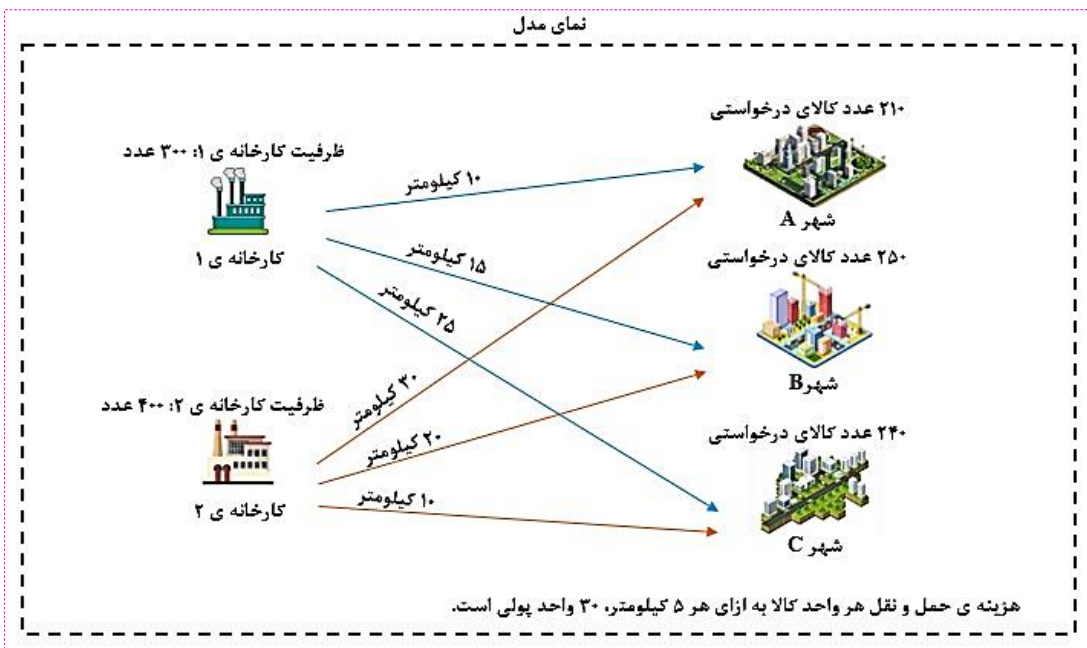 نمای مدل
۲۱۰ عدد کالای درخواستی
ظرفیت کارخانه ی ۱: ۳۰۰ عدد
۱۰ کیلومتر
شهر A
کارخانه ی ۱
۲۵۰ عدد کالای درخواستی
۱۵ کیلومتر
۲۵ کیلومتر
شهرB
۳۰ کیلومتر
ظرفیت کارخانه ی ۲: ۴۰۰ عدد
۲۴۰ عدد کالای درخواستی
۲۰ کیلومتر
۱۰ کیلومتر
کارخانه ی ۲
شهر C
هزینه ی حمل و نقل هر واحد کالا به ازای هر ۵ کیلومتر، ۳۰ واحد پولی است.